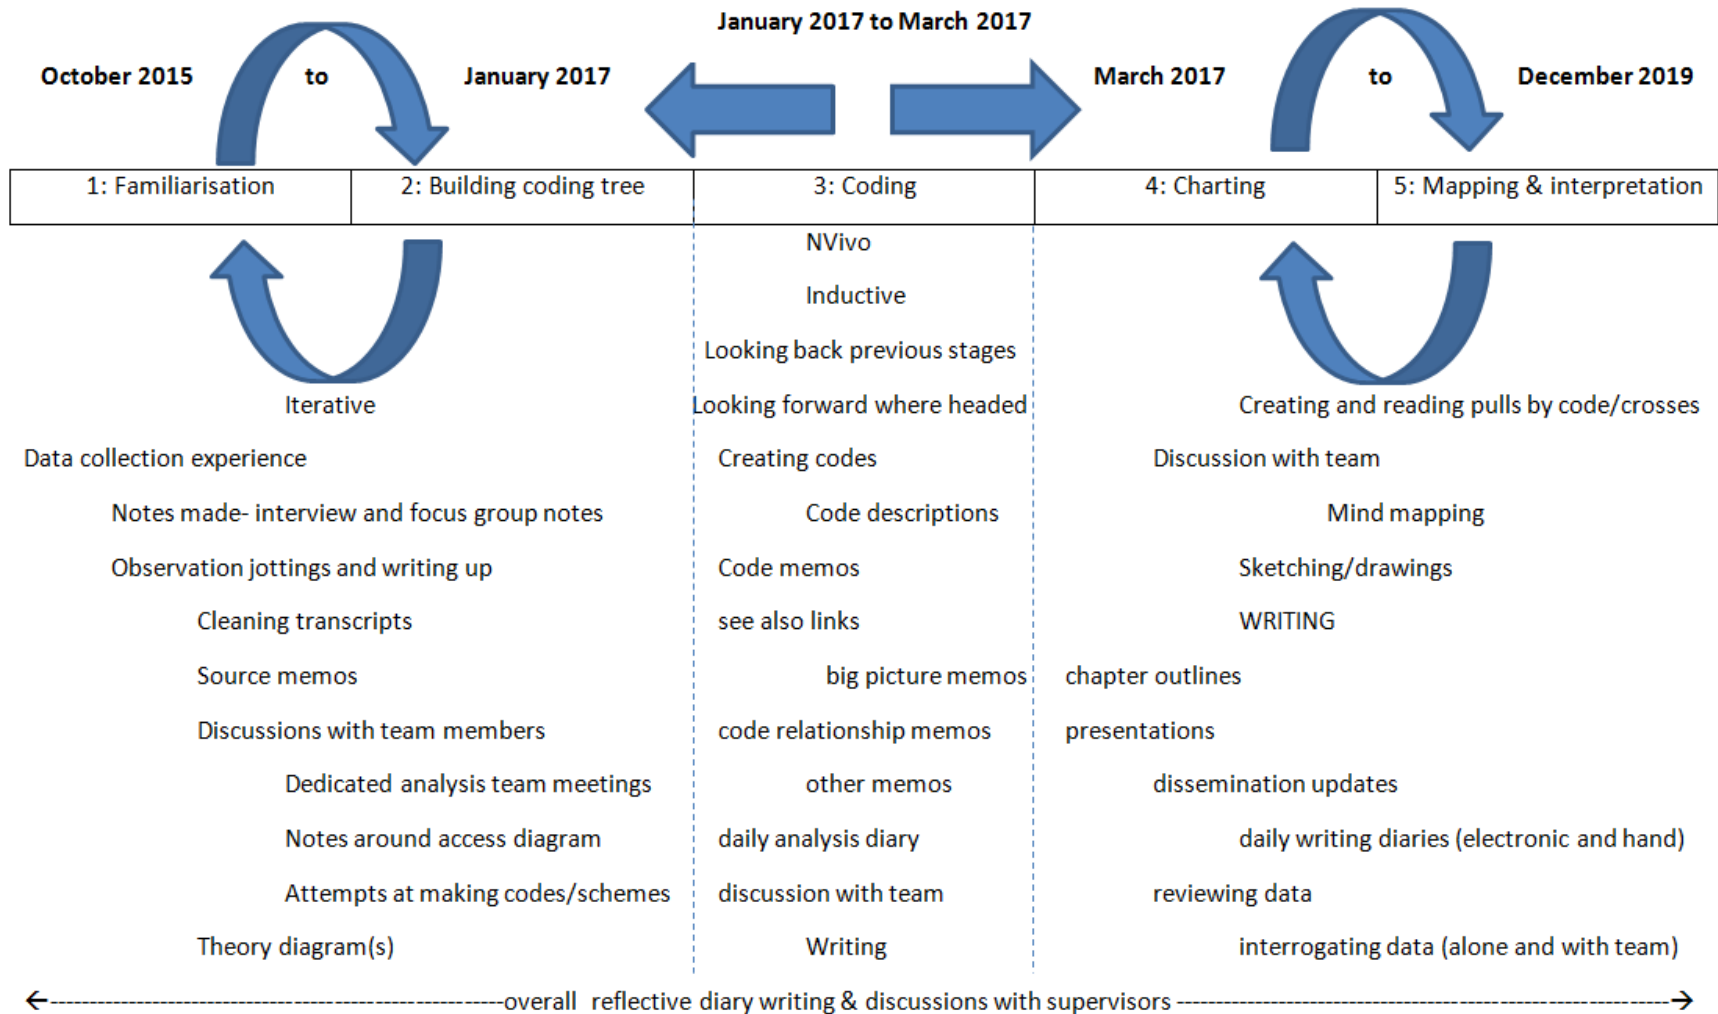 January 2017 to March 2017
October 2015 to January 2017 March 2017 to December 2019
1: Familiarisation 2: Building coding tree 3: Coding 4: Charting 5: Mapping & interpretation
NVivo
Inductive
Looking back previous stages
Iterative Looking forward where headed Creating and reading pulls by code/crosses
Data collection experience Creating codes Discussion with team
Notes made- interview and focus group notes Code descriptions Mind mapping
Observation jottings and writing up Code memos Sketching/drawings
Cleaning transcripts see also links WRITING
Source memos big picture memos chapter outlines
Discussions with team members code relationship memos presentations
Dedicated analysis team meetings other memos dissemination updates
Notes around access diagram daily analysis diary daily writing diaries (electronic and hand)
Attempts at making codes/schemes discussion with team reviewing data
Theory diagram(s) Writing interrogating data (alone and with team)
overall reflective diary writing & discussions with supervisors